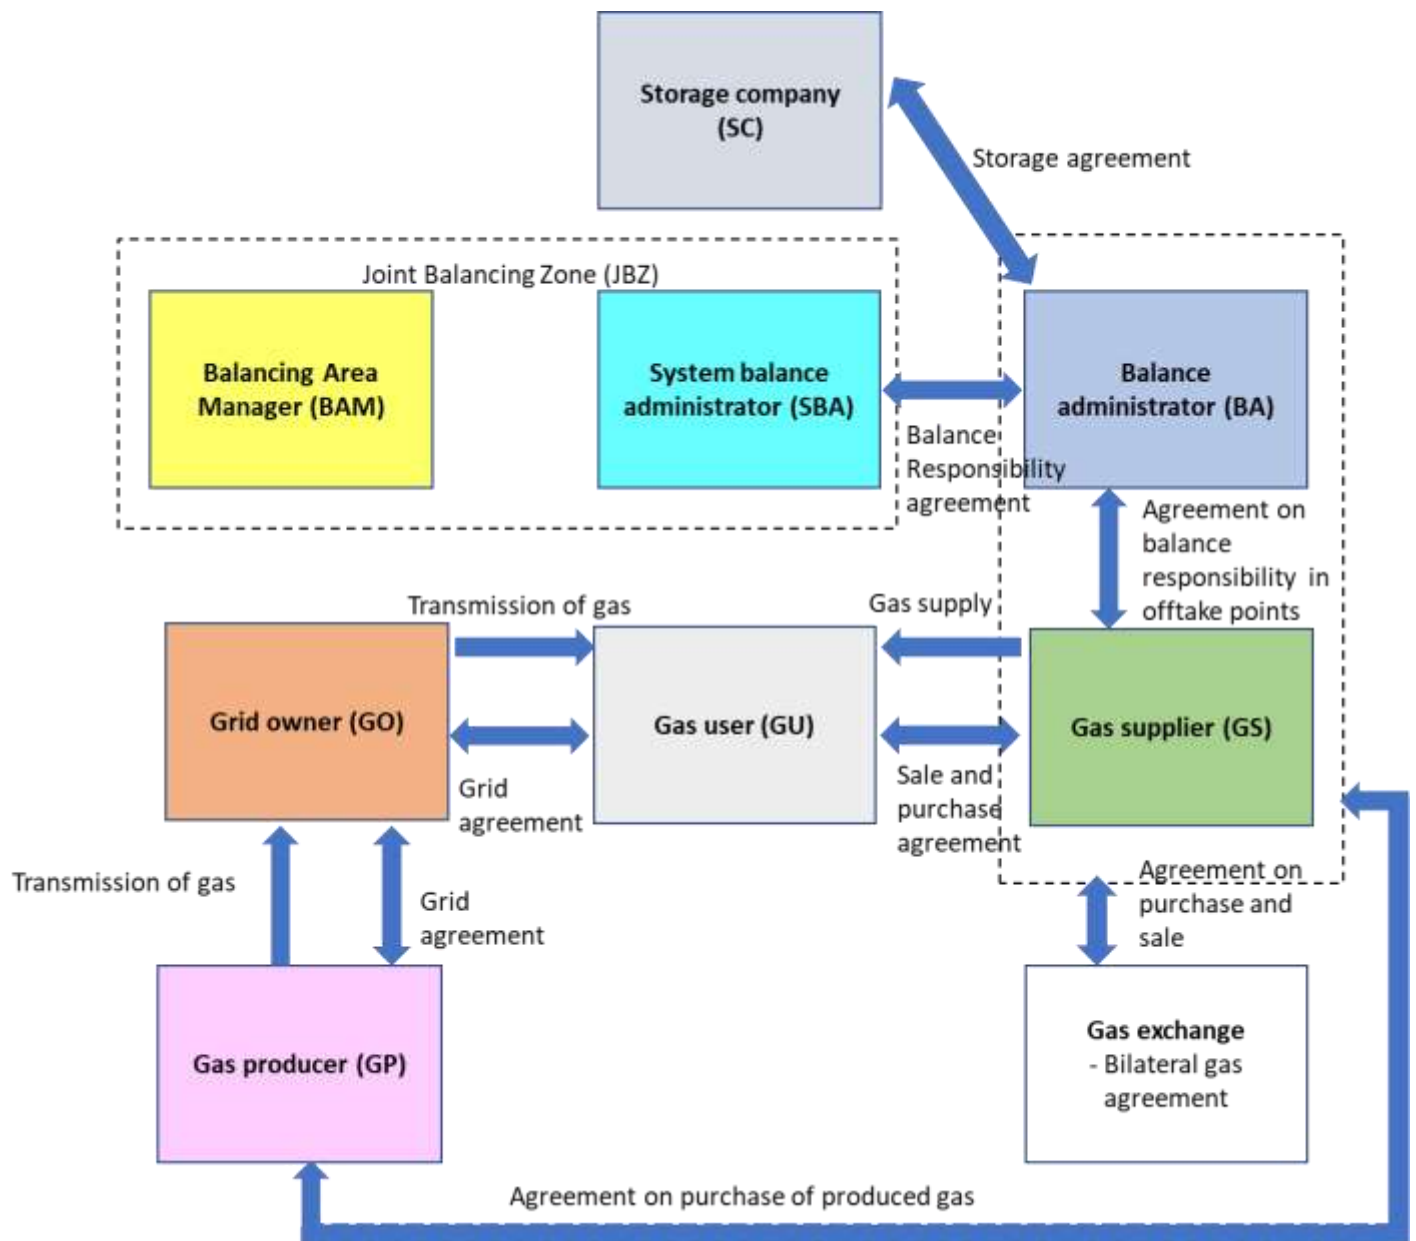 Storage company
(SC)
Storage agreement
Joint Balancing Zone (JBZ)
Balancing Area
Manager (BAM)
System balance
administrator (SBA)
Balance
administrator (BA)
Balance
Responsibility
agreement
Agreement on
balance
responsibility in
offtake points
Transmission of gas
Gas supply
Grid owner (GO)
Gas user (GU)
Gas supplier (GS)
Grid
agreement
Sale and
purchase
agreement
Transmission of gas
Grid
agreement
Agreement on
purchase and
sale
Gas producer (GP)
Gas exchange
- Bilateral gas
agreement
Agreement on purchase of produced gas